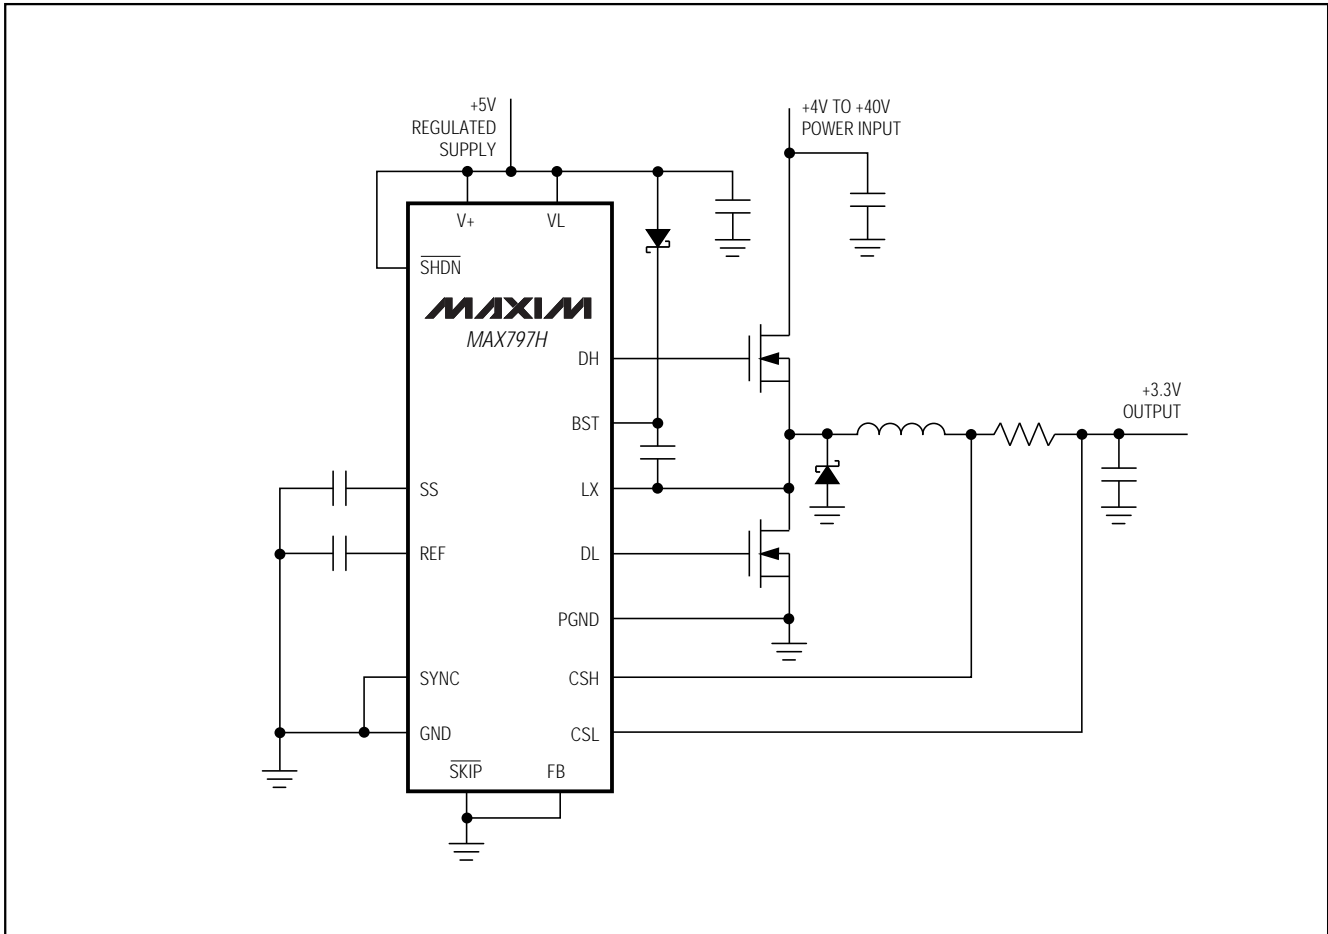 +5V
REGULATED
SUPPLY
+4V TO +40V
POWER INPUT
V+
VL
SHDN
MAXIM
MAX797H
DH
+3.3V
OUTPUT
BST
SS
LX
REF
DL
PGND
SYNC
CSH
GND
CSL
SKIP
FB